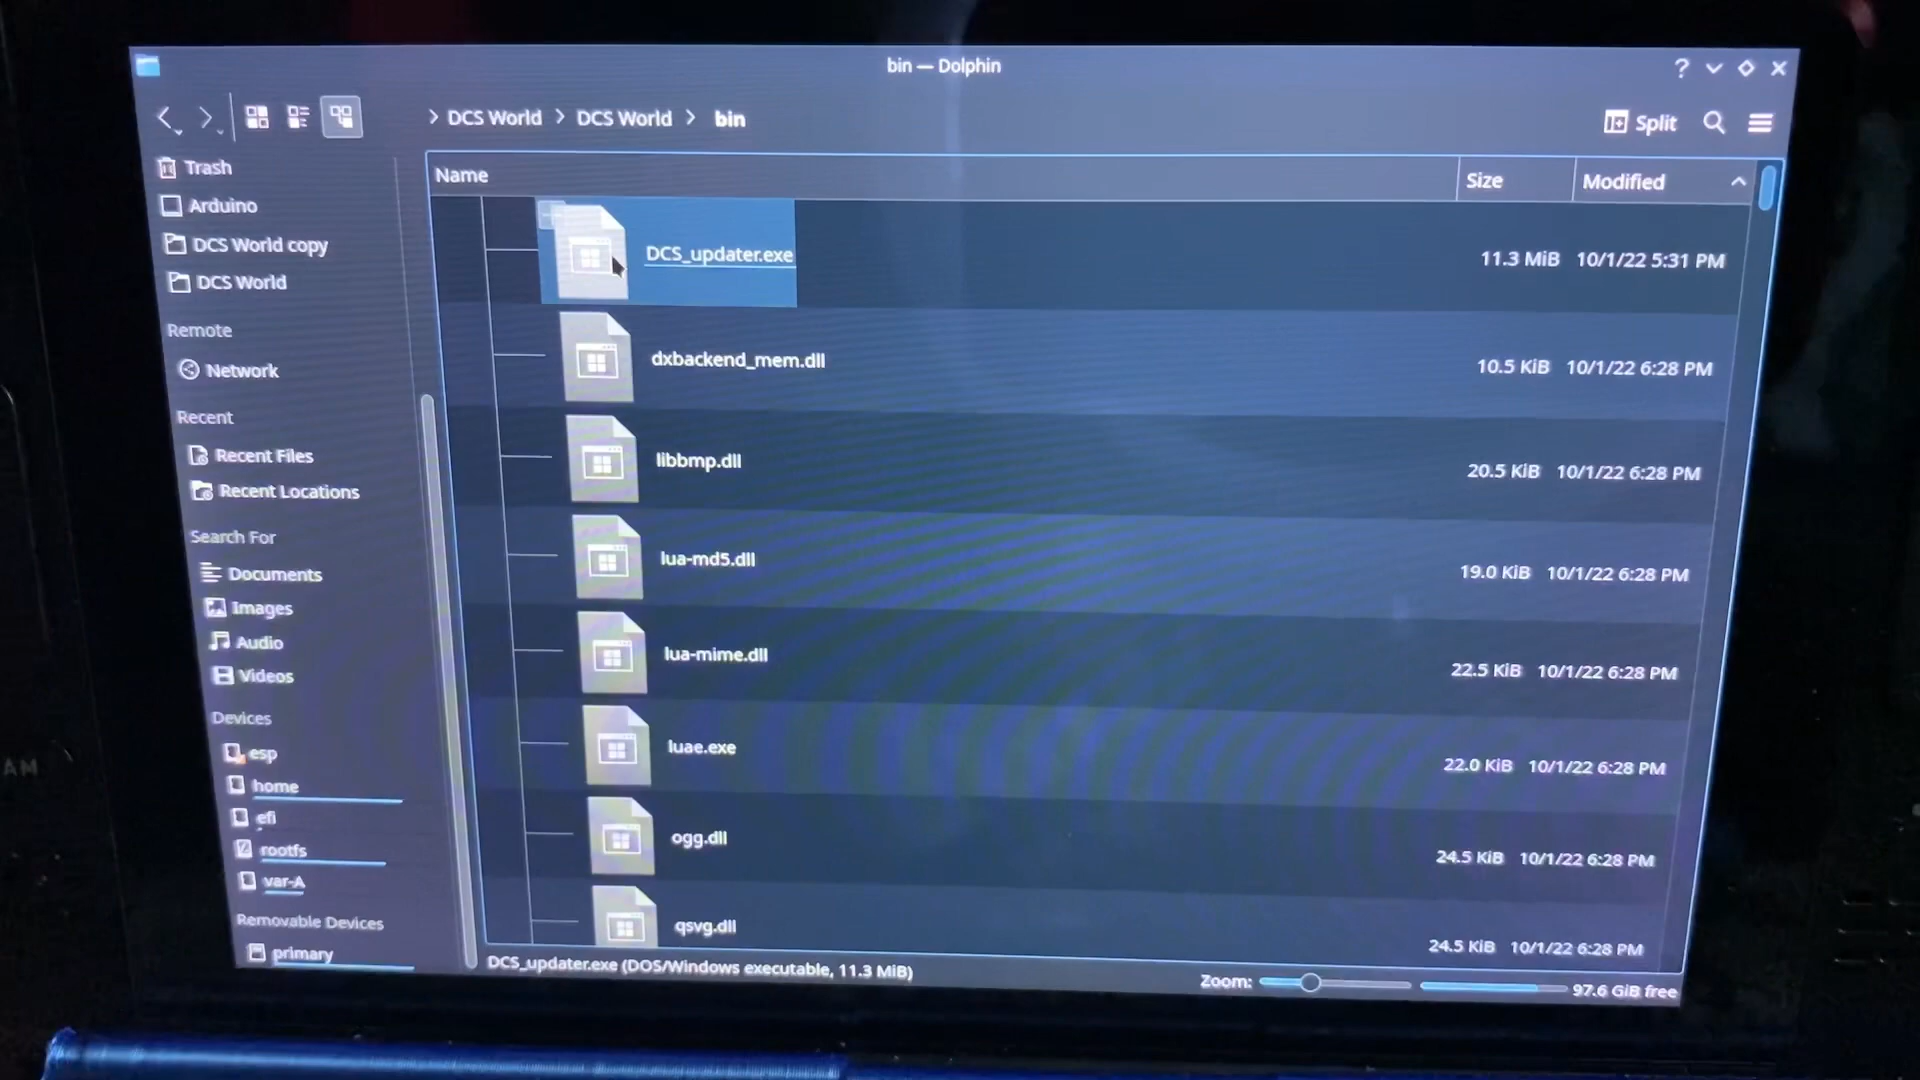 bin — Dolphin
DCS World
DCS World
bin
Split
Trash
Arduino
DCS World copy
DCS World
Remote
Network
Recent
Recent Files
Recent Locations
Search For
Documents
Images
Audio
Videos
Devices
esp
home
efi
rootfs
var-A
Removable Devices
primary
Name Size Modified
DCS_updater.exe 11.3 MiB 10/1/22 5:31 PM
dxbackend_mem.dll 10.5 KiB 10/1/22 6:28 PM
libbmp.dll 20.5 KiB 10/1/22 6:28 PM
lua-md5.dll 19.0 KiB 10/1/22 6:28 PM
lua-mime.dll 22.5 KiB 10/1/22 6:28 PM
luae.exe 22.0 KiB 10/1/22 6:28 PM
ogg.dll 24.5 KiB 10/1/22 6:28 PM
qsvg.dll 24.5 KiB 10/1/22 6:28 PM
DCS_updater.exe (DOS/Windows executable, 11.3 MiB)
Zoom: 97.6 GiB free
AM